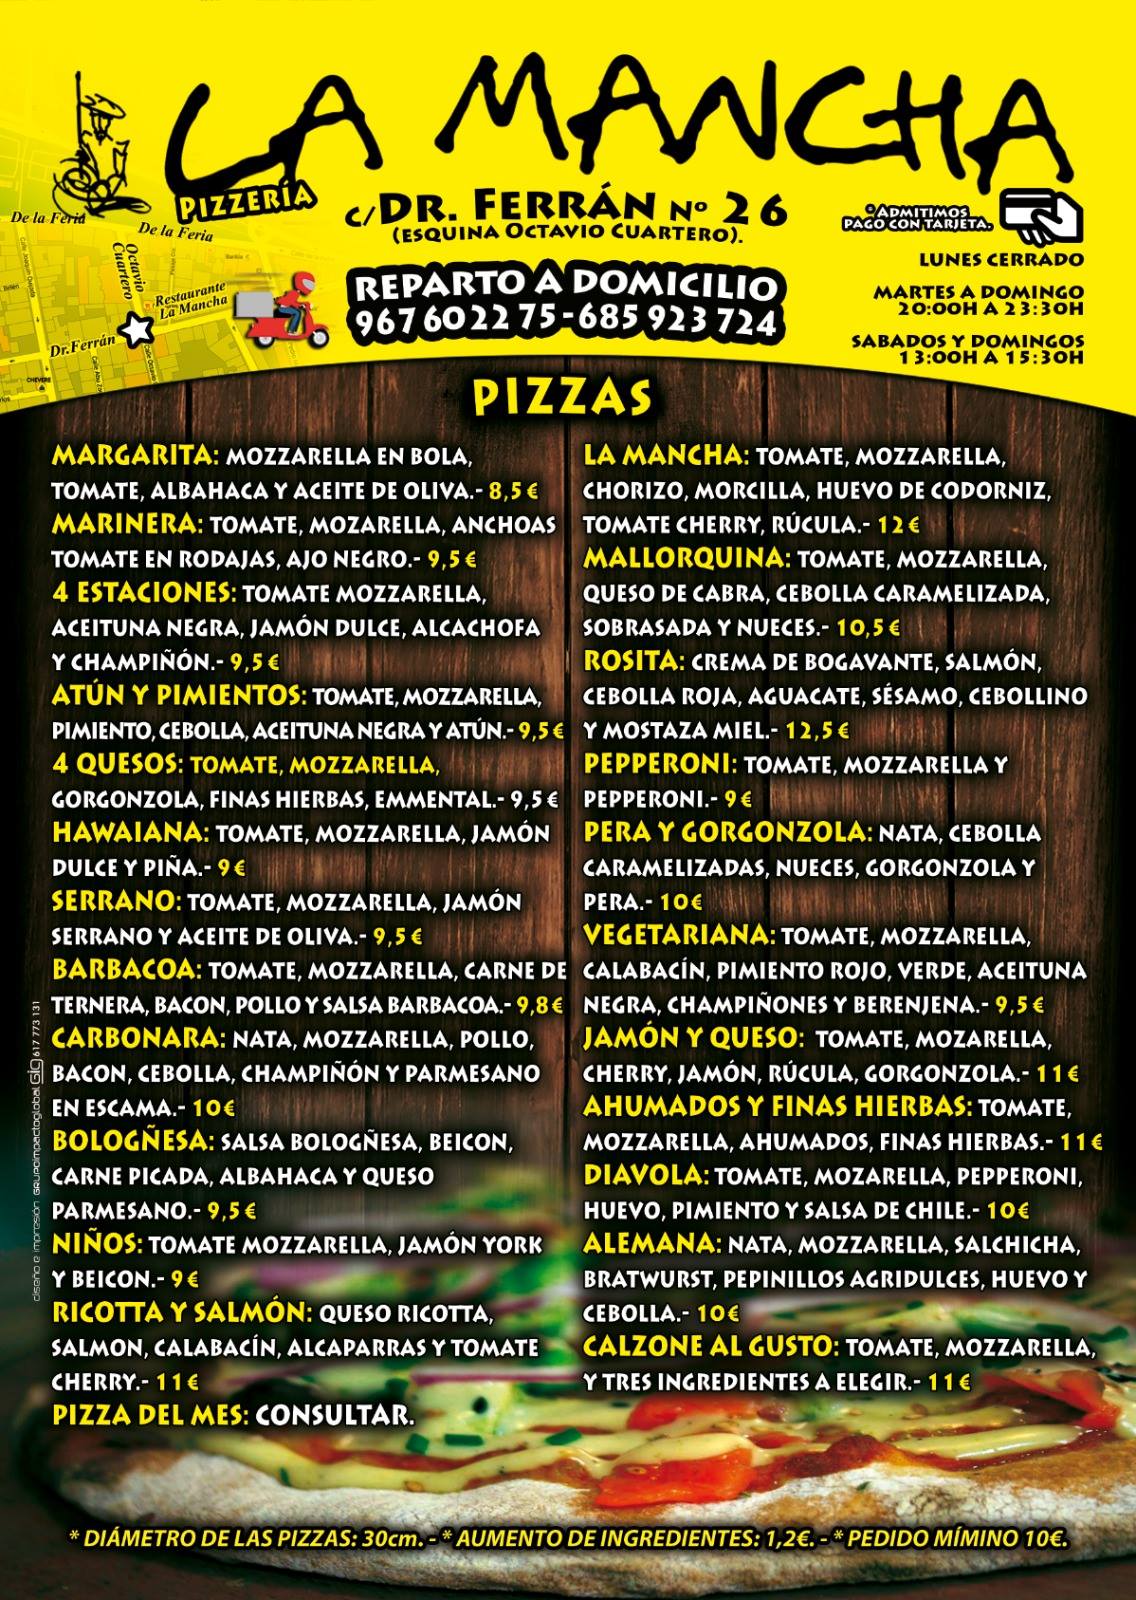 LA MANCHA
PIZZERÍA
C/ DR. FERRÁN Nº 26
(ESQUINA OCTAVIO CUARTERO).
REPARTO A DOMICILIO
967 60 22 75 - 685 923 724
* ADMITIMOS
PAGO CON TARJETA.
LUNES CERRADO
MARTES A DOMINGO
20:00H A 23:30H
SABADOS Y DOMINGOS
13:00H A 15:30H
De la Feria
De la Feria
Octavio
Cuartero
Restaurante
La Mancha
Dr.Ferrán
CHEVERE
PIZZAS
MARGARITA: MOZZARELLA EN BOLA,
TOMATE, ALBAHACA Y ACEITE DE OLIVA.- 8,5€
MARINERA: TOMATE, MOZARELLA, ANCHOAS
TOMATE EN RODAJAS, AJO NEGRO.- 9,5€
4 ESTACIONES: TOMATE MOZZARELLA,
ACEITUNA NEGRA, JAMÓN DULCE, ALCACHOFA
Y CHAMPIÑÓN.- 9,5€
ATÚN Y PIMIENTOS: TOMATE, MOZZARELLA,
PIMIENTO, CEBOLLA, ACEITUNA NEGRA Y ATÚN.- 9,5€
4 QUESOS: TOMATE, MOZZARELLA,
GORGONZOLA, FINAS HIERBAS, EMMENTAL.- 9,5€
HAWAIANA: TOMATE, MOZZARELLA, JAMÓN
DULCE Y PIÑA.- 9€
SERRANO: TOMATE, MOZZARELLA, JAMÓN
SERRANO Y ACEITE DE OLIVA.- 9,5€
BARBACOA: TOMATE, MOZZARELLA, CARNE DE
TERNERA, BACON, POLLO Y SALSA BARBACOA.- 9,8€
CARBONARA: NATA, MOZZARELLA, POLLO,
BACON, CEBOLLA, CHAMPIÑÓN Y PARMESANO
EN ESCAMA.- 10€
BOLOGÑESA: SALSA BOLOGÑESA, BEICON,
CARNE PICADA, ALBAHACA Y QUESO
PARMESANO.- 9,5€
NIÑOS: TOMATE MOZZARELLA, JAMÓN YORK
Y BEICON.- 9€
RICOTTA Y SALMÓN: QUESO RICOTTA,
SALMON, CALABACÍN, ALCAPARRAS Y TOMATE
CHERRY.- 11€
PIZZA DEL MES: CONSULTAR.
LA MANCHA: TOMATE, MOZZARELLA,
CHORIZO, MORCILLA, HUEVO DE CODORNIZ,
TOMATE CHERRY, RÚCULA.- 12€
MALLORQUINA: TOMATE, MOZZARELLA,
QUESO DE CABRA, CEBOLLA CARAMELIZADA,
SOBRASADA Y NUECES.- 10,5€
ROSITA: CREMA DE BOGAVANTE, SALMÓN,
CEBOLLA ROJA, AGUACATE, SÉSAMO, CEBOLLINO
Y MOSTAZA MIEL.- 12,5€
PEPPERONI: TOMATE, MOZZARELLA Y
PEPPERONI.- 9€
PERA Y GORGONZOLA: NATA, CEBOLLA
CARAMELIZADAS, NUECES, GORGONZOLA Y
PERA.- 10€
VEGETARIANA: TOMATE, MOZZARELLA,
CALABACÍN, PIMIENTO ROJO, VERDE, ACEITUNA
NEGRA, CHAMPIÑONES Y BERENJENA.- 9,5€
JAMÓN Y QUESO: TOMATE, MOZARELLA,
CHERRY, JAMÓN, RÚCULA, GORGONZOLA.- 11€
AHUMADOS Y FINAS HIERBAS: TOMATE,
MOZZARELLA, AHUMADOS, FINAS HIERBAS.- 11€
DIAVOLA: TOMATE, MOZARELLA, PEPPERONI,
HUEVO, PIMIENTO Y SALSA DE CHILE.- 10€
ALEMANA: NATA, MOZZARELLA, SALCHICHA,
BRATWURST, PEPINILLOS AGRIDULCES, HUEVO Y
CEBOLLA.- 10€
CALZONE AL GUSTO: TOMATE, MOZZARELLA,
Y TRES INGREDIENTES A ELEGIR.- 11€
diseño e impresión GRUPOimpactoglobal GIG 617 773 131
* DIÁMETRO DE LAS PIZZAS: 30cm. - * AUMENTO DE INGREDIENTES: 1,2€. - * PEDIDO MÍMINO 10€.